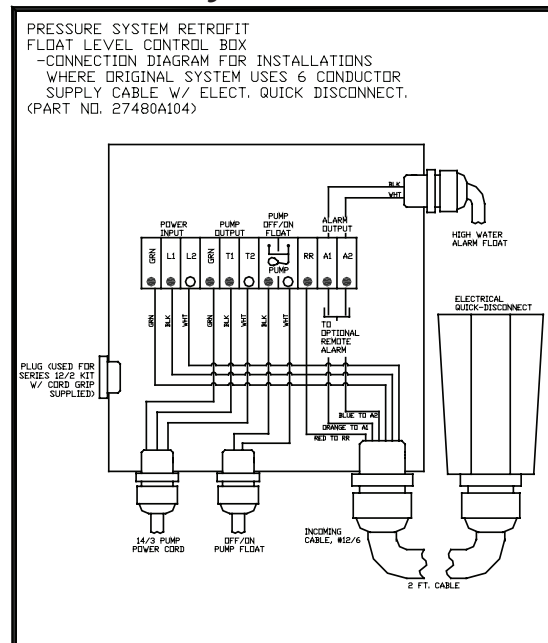 PRESSURE SYSTEM RETROFIT
FLOAT LEVEL CONTROL BOX
-CONNECTION DIAGRAM FOR INSTALLATIONS
WHERE ORIGINAL SYSTEM USES 6 CONDUCTOR
SUPPLY CABLE W/ ELECT. QUICK DISCONNECT.
(PART NO. 27480A104)
BLK
WHT
HIGH WATER
ALARM FLOAT
POWER
INPUT
PUMP
OUTPUT
PUMP
OFF/ON
FLOAT
ALARM
OUTPUT
GRN
L1
L2
GRN
T1
T2
PUMP
RR
A1
A2
GRN
BLK
WHT
GRN
BLK
WHT
BLK
WHT
TO
OPTIONAL
REMOTE
ALARM
ELECTRICAL
QUICK-DISCONNECT
PLUG (USED FOR
SERIES 12/2 KIT
W/ CORD GRIP
SUPPLIED)
BLUE TO A2
ORANGE TO A1
RED TO RR
14/3 PUMP
POWER CORD
OFF/ON
PUMP FLOAT
INCOMING
CABLE, #12/6
2 FT. CABLE